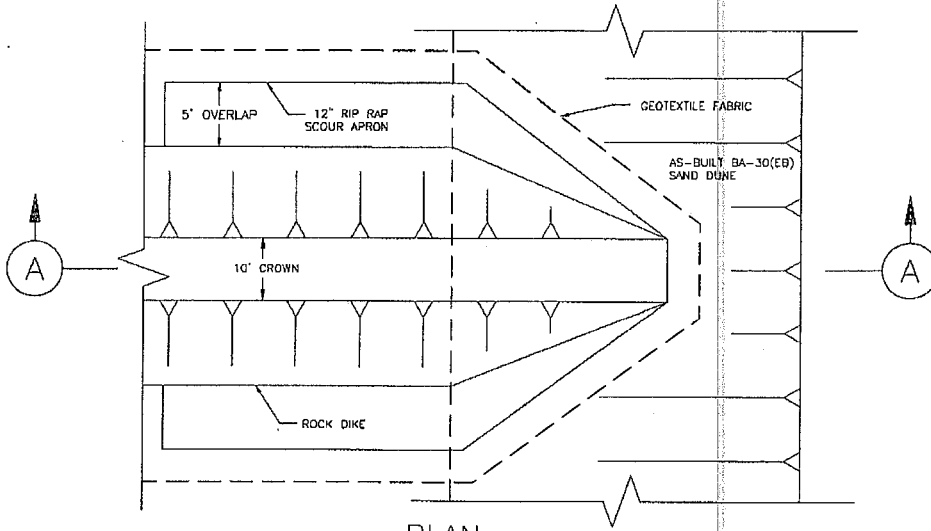 5' OVERLAP
12" RIP RAP
SCOUR APRON
GEOTEXTILE FABRIC
AS-BUILT BA-30(EB)
SAND DUNE
A
10' CROWN
A
ROCK DIKE
PLAN